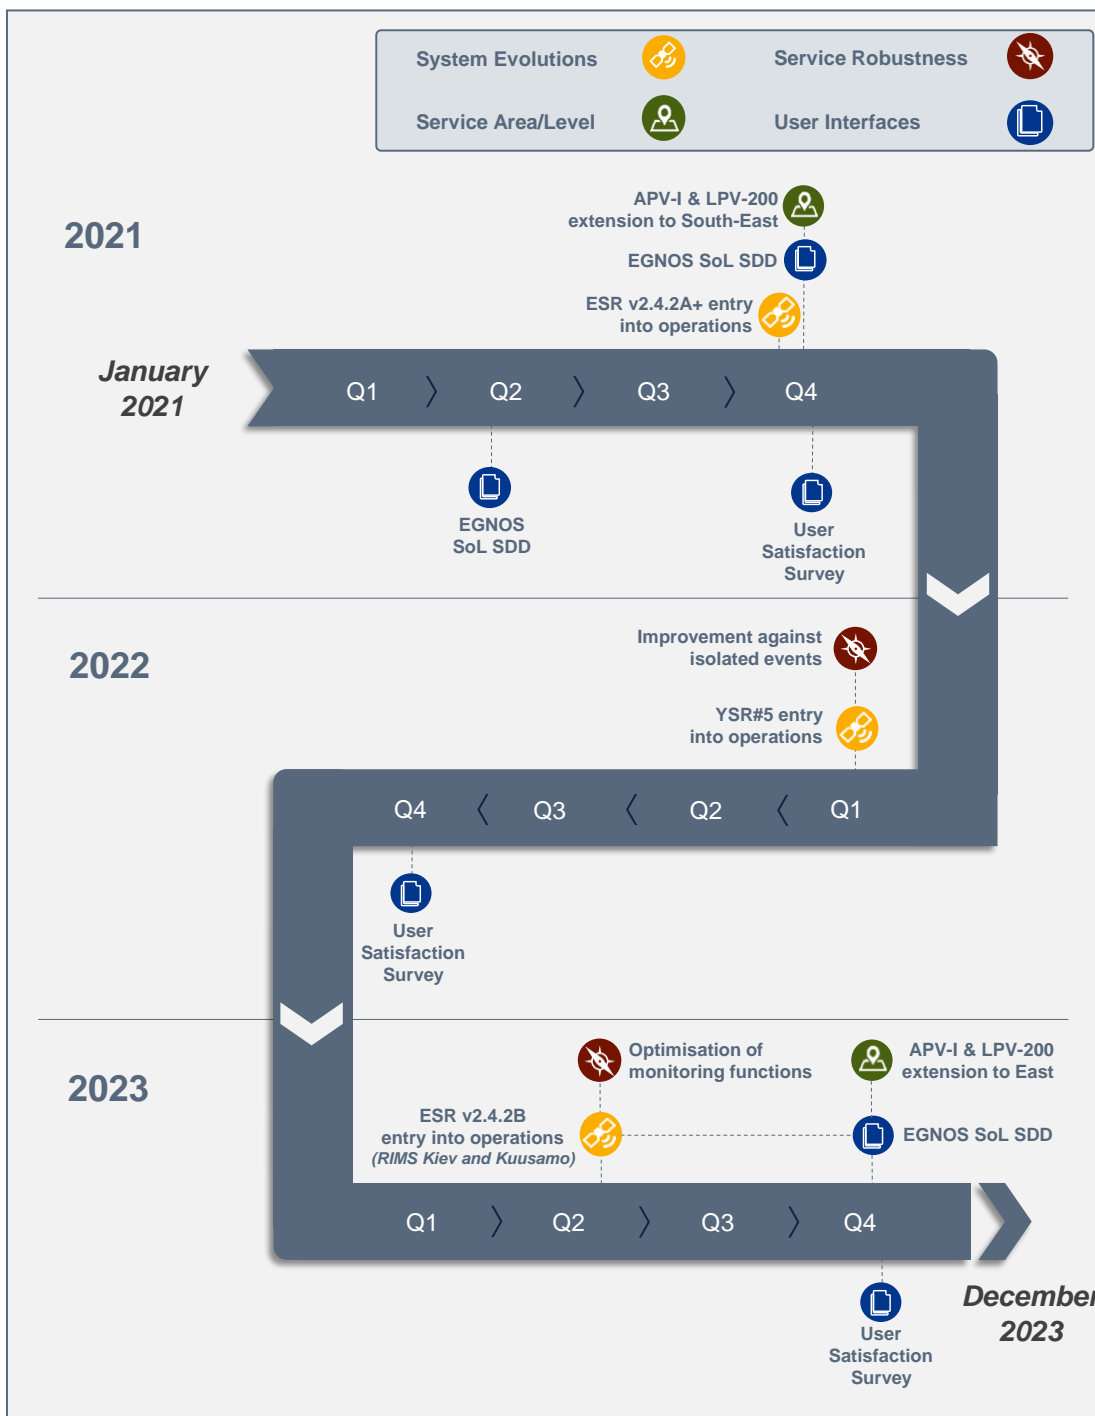 System Evolutions
Service Robustness
Service Area/Level
User Interfaces
2021
APV-I & LPV-200
extension to South-East
EGNOS SoL SDD
ESR v2.4.2A+ entry
into operations
January
2021
Q1
Q2
Q3
Q4
EGNOS
SoL SDD
User
Satisfaction
Survey
2022
Improvement against
isolated events
YSR#5 entry
into operations
Q4
Q3
Q2
Q1
User
Satisfaction
Survey
2023
Optimisation of
monitoring functions
APV-I & LPV-200
extension to East
ESR v2.4.2B
entry into operations
(RIMS Kiev and Kuusamo)
EGNOS SoL SDD
Q1
Q2
Q3
Q4
December
2023
User
Satisfaction
Survey